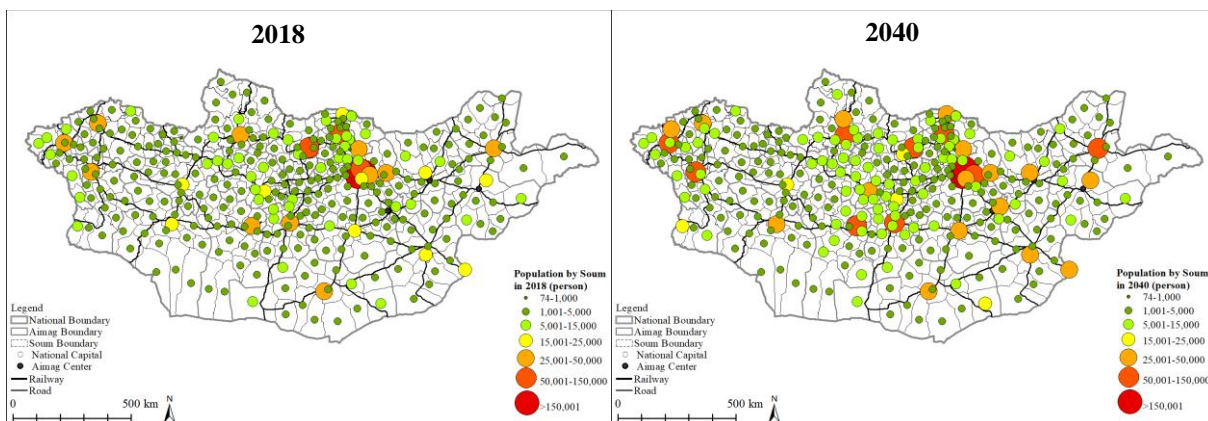 2018
Population by Soum
in 2018 (person)
74-1,000
1,001-5,000
5,001-15,000
15,001-25,000
25,001-50,000
50,001-150,000
>150,001
Legend
National Boundary
Aimag Boundary
Soum Boundary
National Capital
Aimag Center
Railway
Road
0 500 km
N
2040
Population by Soum
in 2040 (person)
74-1,000
1,001-5,000
5,001-15,000
15,001-25,000
25,001-50,000
50,001-150,000
>150,001
Legend
National Boundary
Aimag Boundary
Soum Boundary
National Capital
Aimag Center
Railway
Road
0 500 km
N